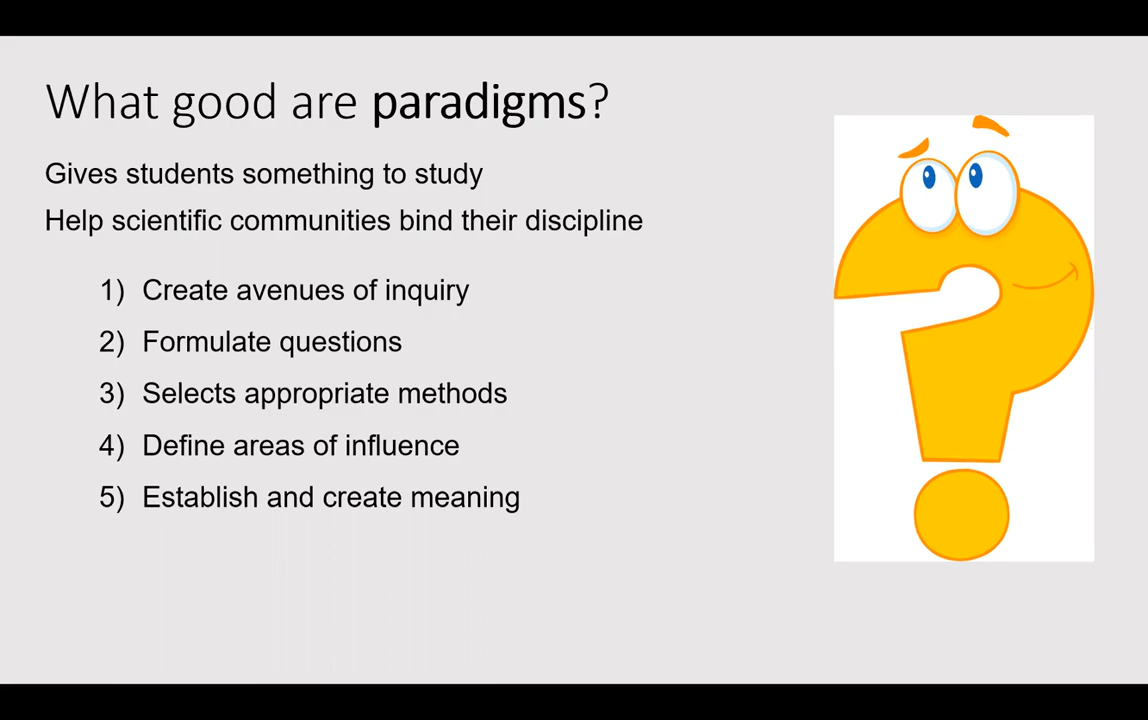 What good are paradigms?
Gives students something to study
Help scientific communities bind their discipline
1) Create avenues of inquiry
2) Formulate questions
3) Selects appropriate methods
4) Define areas of influence
5) Establish and create meaning